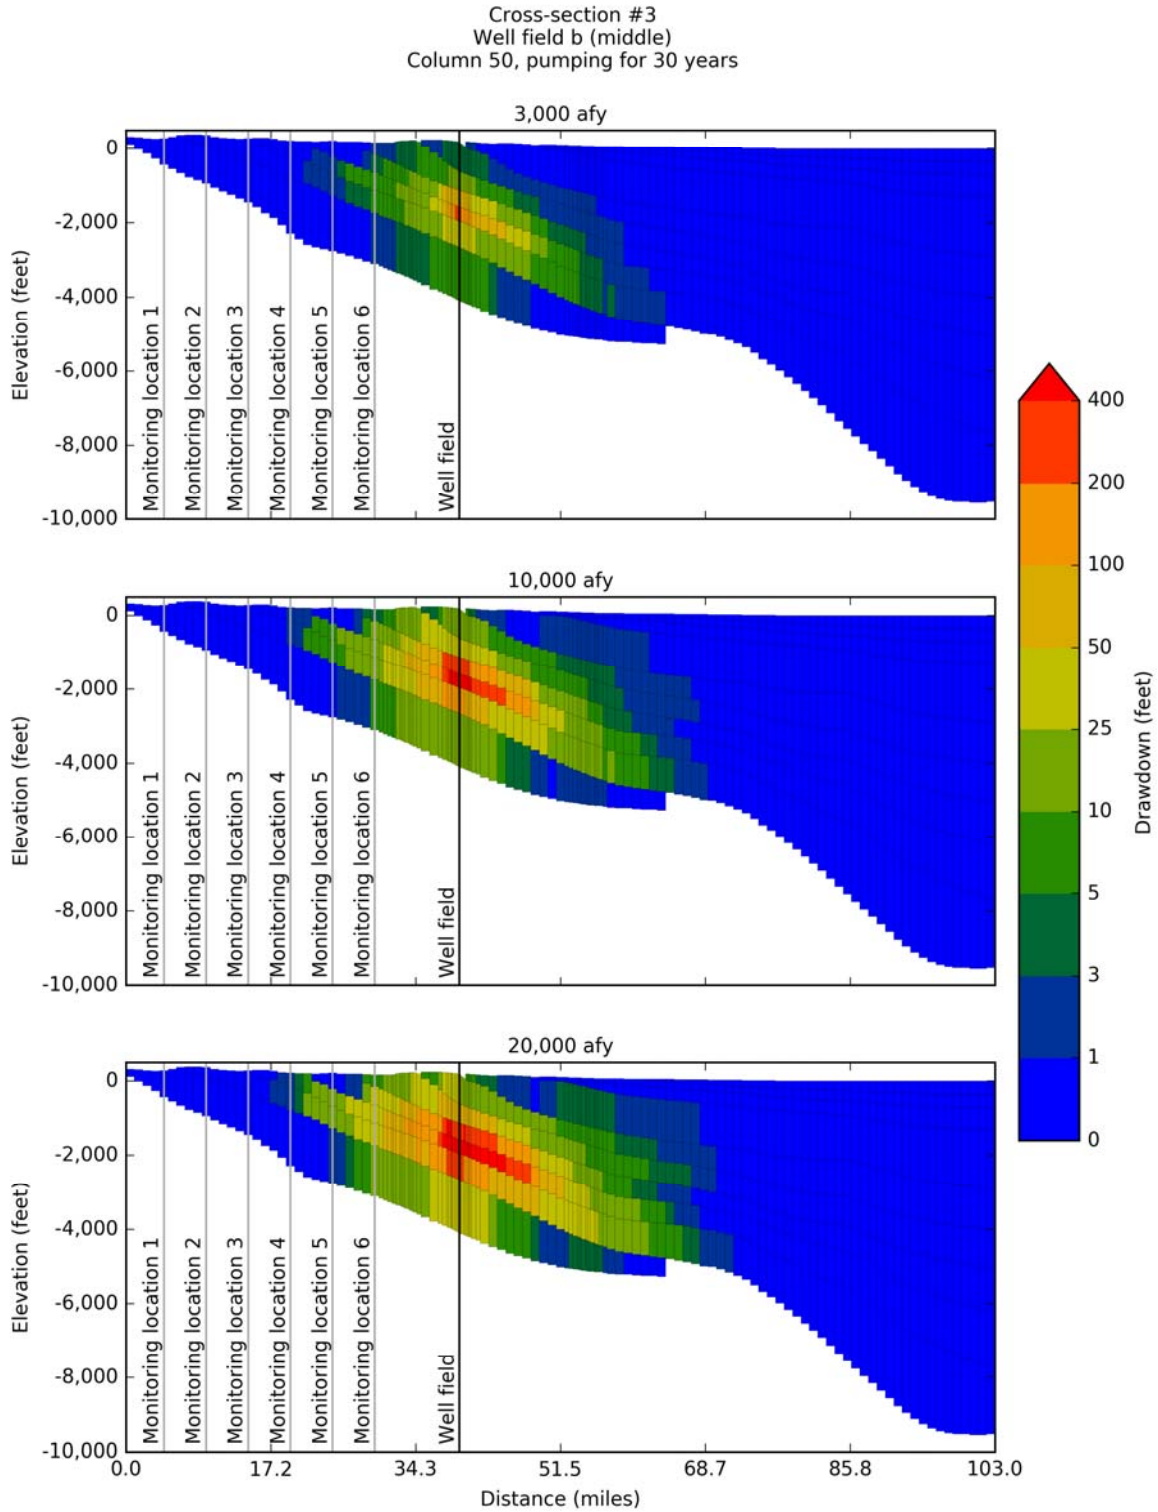 Cross-section #3
Well field b (middle)
Column 50, pumping for 30 years
3,000 afy
0
-2,000
-4,000
-6,000
-8,000
-10,000
Elevation (feet)
Monitoring location 1
Monitoring location 2
Monitoring location 3
Monitoring location 4
Monitoring location 5
Monitoring location 6
Well field
10,000 afy
0
-2,000
-4,000
-6,000
-8,000
-10,000
Elevation (feet)
Monitoring location 1
Monitoring location 2
Monitoring location 3
Monitoring location 4
Monitoring location 5
Monitoring location 6
Well field
20,000 afy
0
-2,000
-4,000
-6,000
-8,000
-10,000
Elevation (feet)
Monitoring location 1
Monitoring location 2
Monitoring location 3
Monitoring location 4
Monitoring location 5
Monitoring location 6
Well field
0.0 17.2 34.3 51.5 68.7 85.8 103.0
Distance (miles)
400
200
100
50
25
10
5
3
1
0
Drawdown (feet)